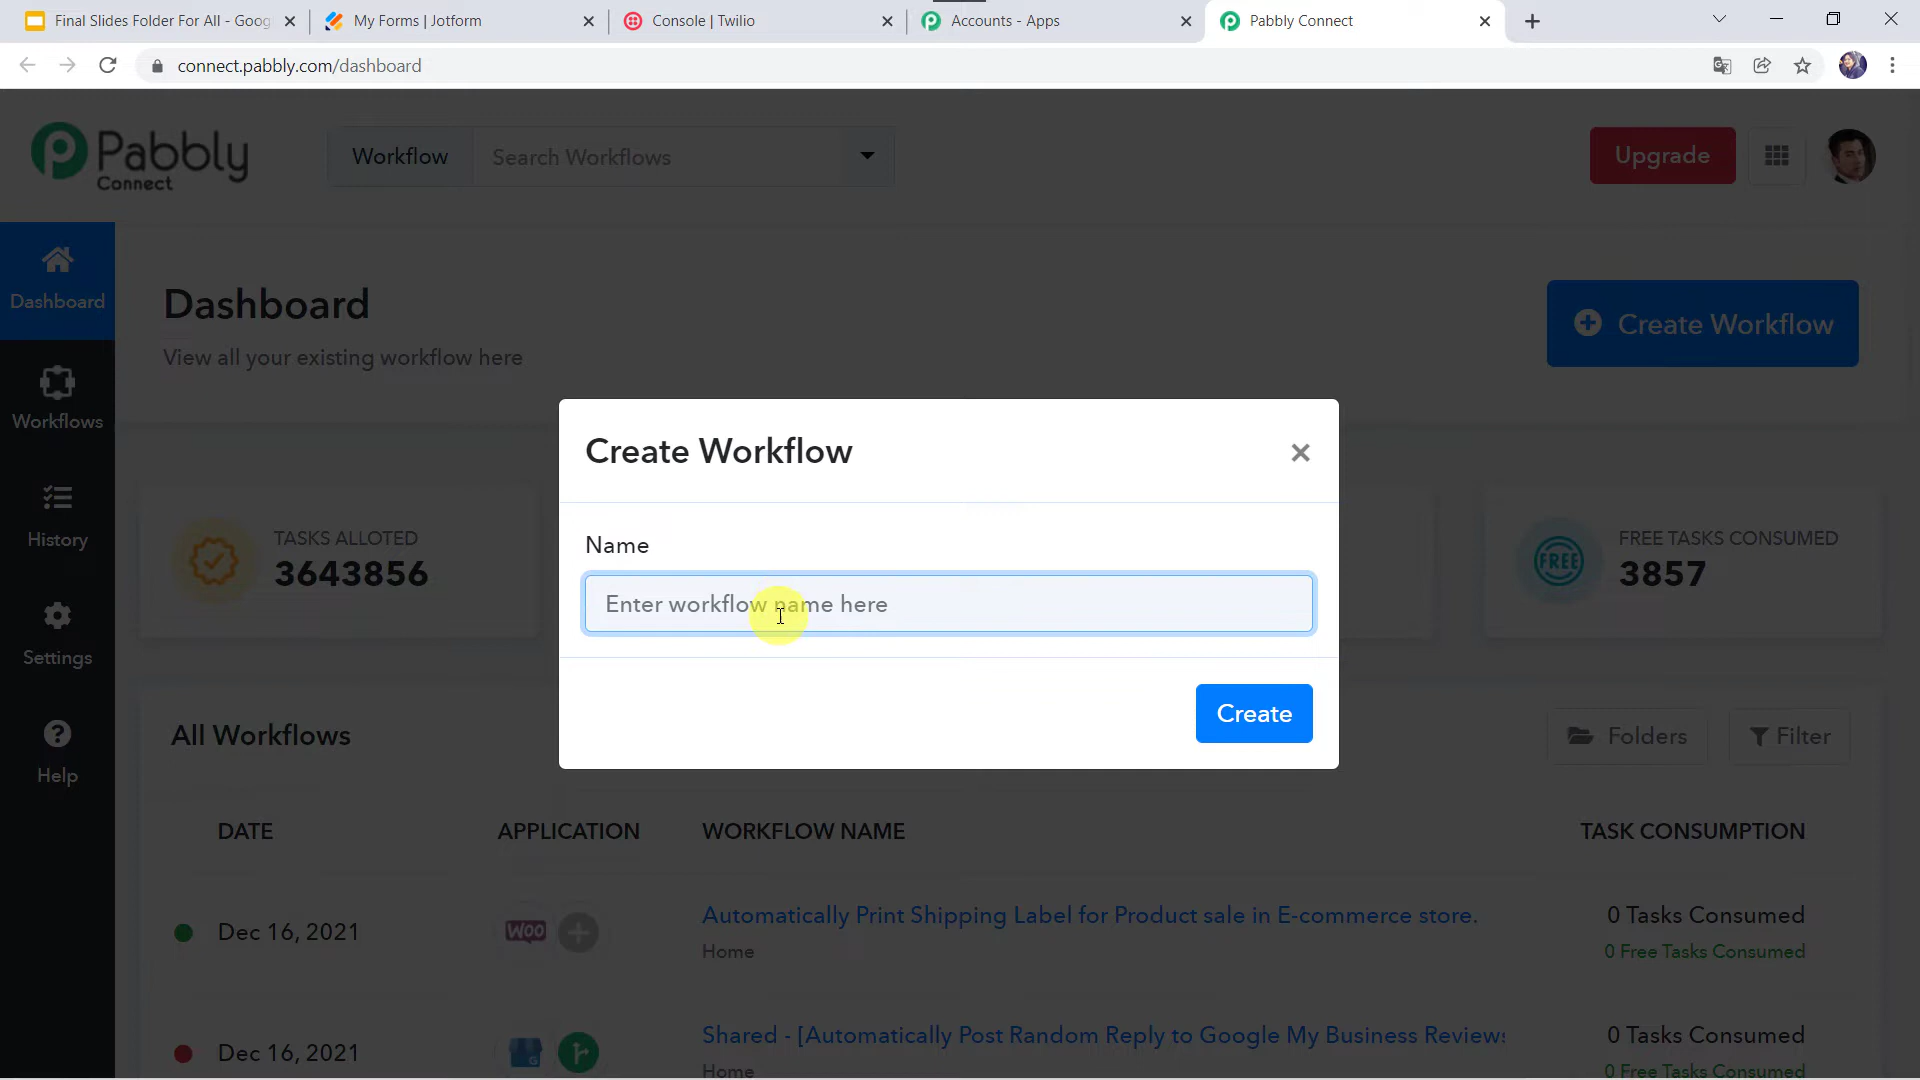 Final Slides Folder For All - Goog
My Forms | Jotform
Console | Twilio
Accounts - Apps
Pabbly Connect
connect.pabbly.com/dashboard
Pabbly
Connect
Workflow
Search Workflows
Upgrade
Dashboard
Workflows
History
Settings
Help
Dashboard
View all your existing workflow here
Create Workflow
TASKS ALLOTED
3643856
FREE
FREE TASKS CONSUMED
3857
Create Workflow
Name
Enter workflow name here
Create
All Workflows
Folders
Filter
DATE
APPLICATION
WORKFLOW NAME
TASK CONSUMPTION
Dec 16, 2021
WOO
Automatically Print Shipping Label for Product sale in E-commerce store.
Home
0 Tasks Consumed
0 Free Tasks Consumed
Dec 16, 2021
Shared - [Automatically Post Random Reply to Google My Business Reviews
Home
0 Tasks Consumed
0 Free Tasks Consumed